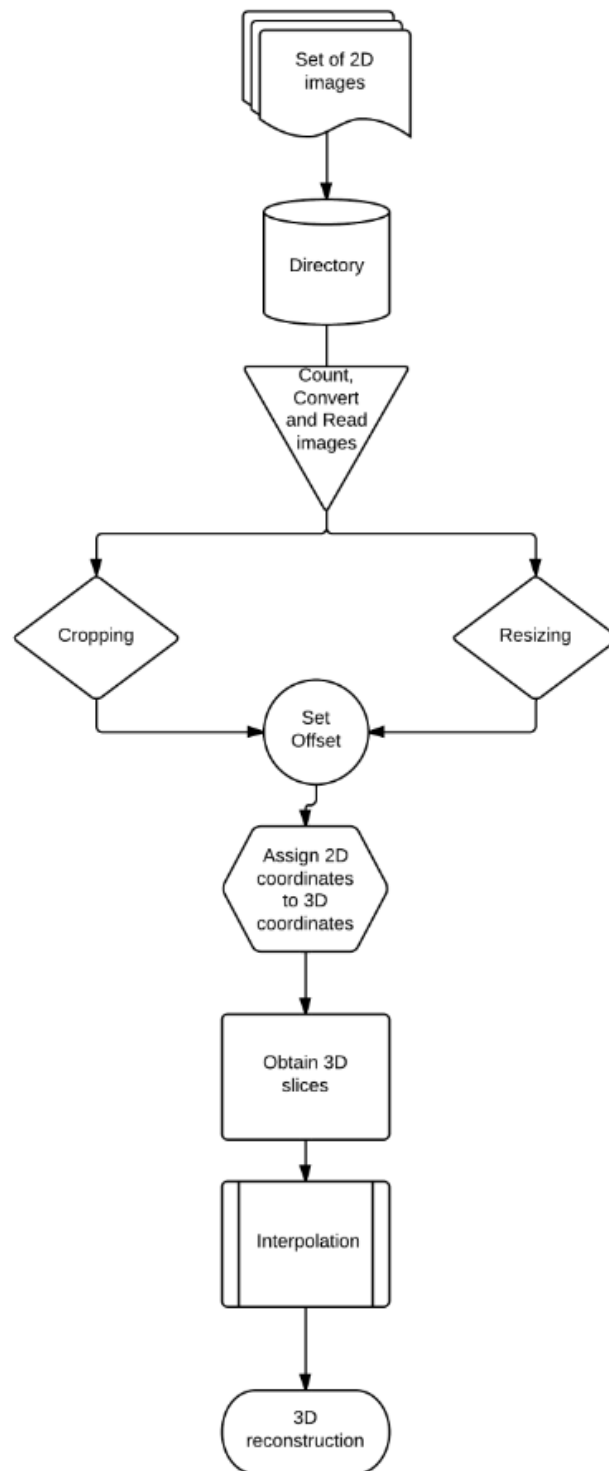 Set of 2D
images
Directory
Count,
Convert
and Read
images
Cropping
Resizing
Set
Offset
Assign 2D
coordinates
to 3D
coordinates
Obtain 3D
slices
Interpolation
3D
reconstruction